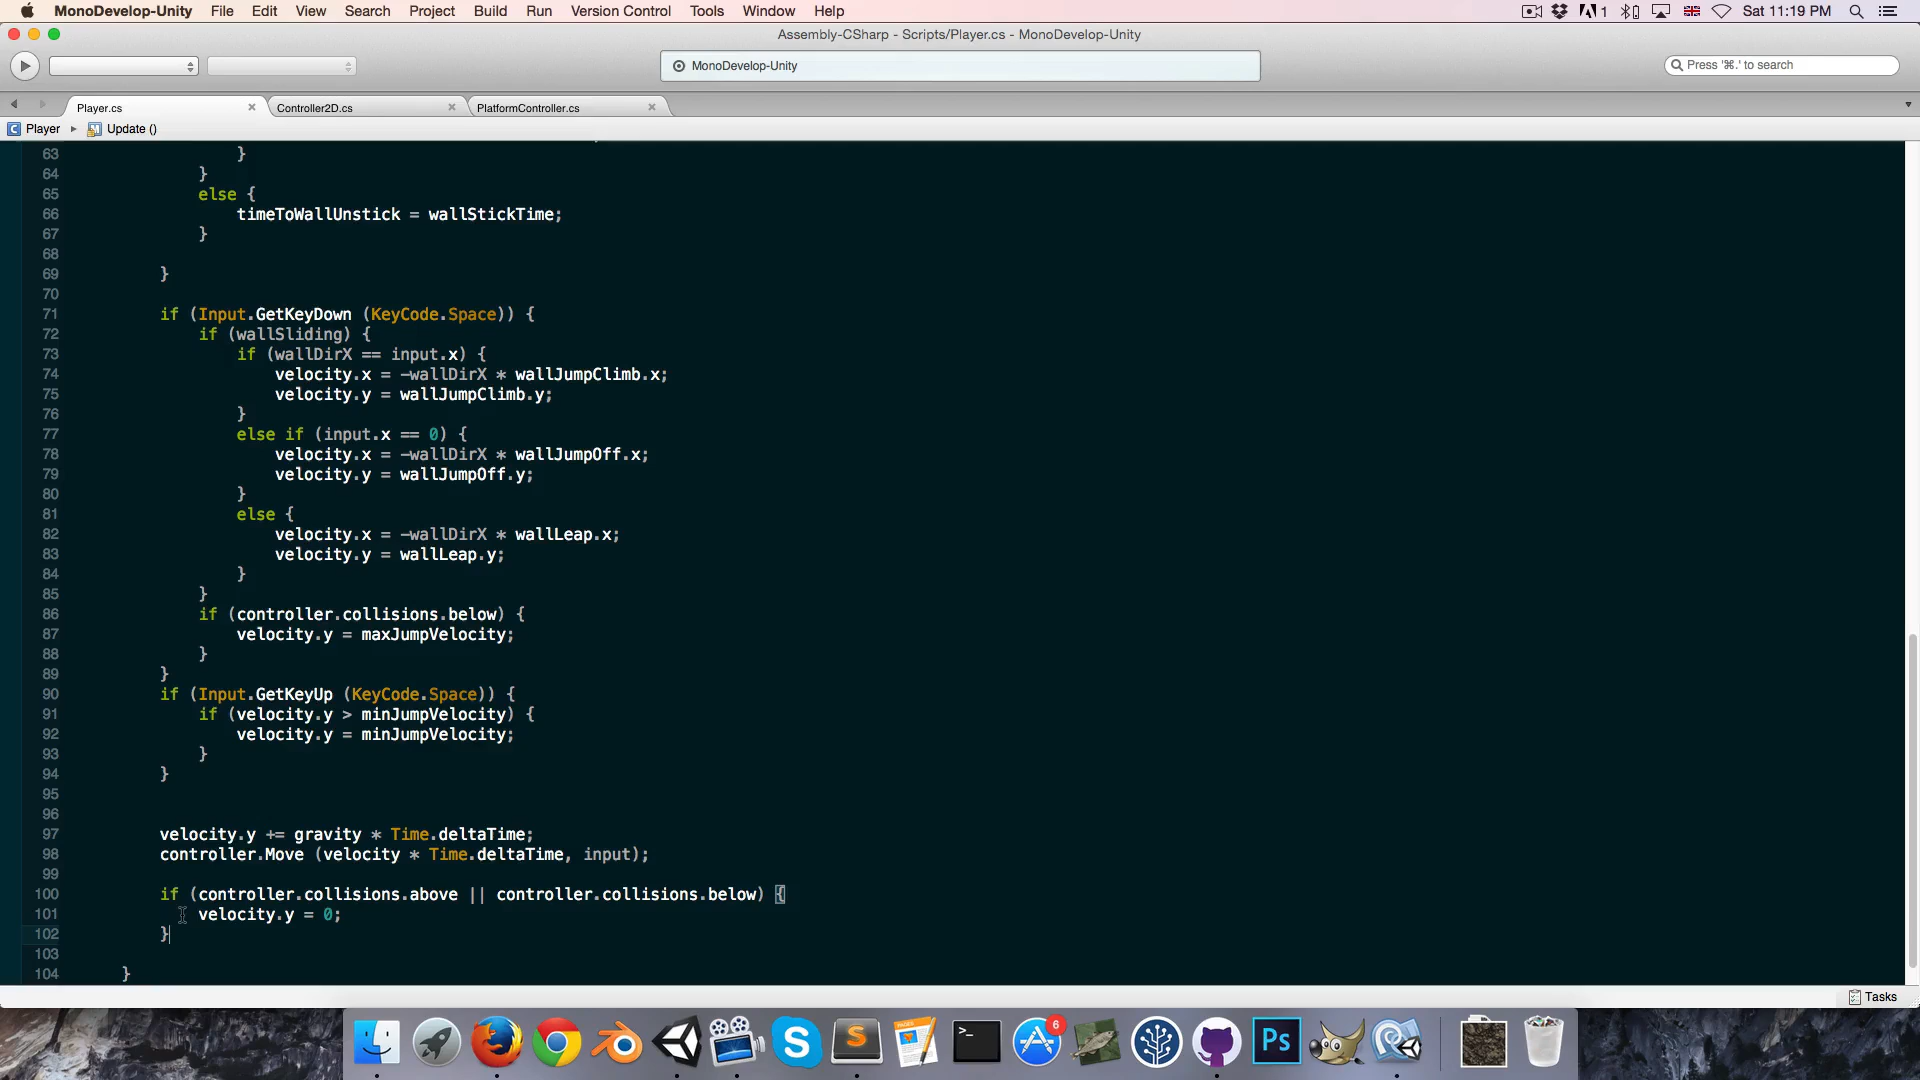 MonoDevelop-Unity File Edit View Search Project Build Run Version Control Tools Window Help 1 Sat 11:19 PM
Assembly-CSharp - Scripts/Player.cs - MonoDevelop-Unity
MonoDevelop-Unity
Press '⌘.' to search
Player.cs × Controller2D.cs × PlatformController.cs ×
C Player ▸ Update ()
63 }
64 }
65 else {
66 timeToWallUnstick = wallStickTime;
67 }
68
69 }
70
71 if (Input.GetKeyDown (KeyCode.Space)) {
72 if (wallSliding) {
73 if (wallDirX == input.x) {
74 velocity.x = -wallDirX * wallJumpClimb.x;
75 velocity.y = wallJumpClimb.y;
76 }
77 else if (input.x == 0) {
78 velocity.x = -wallDirX * wallJumpOff.x;
79 velocity.y = wallJumpOff.y;
80 }
81 else {
82 velocity.x = -wallDirX * wallLeap.x;
83 velocity.y = wallLeap.y;
84 }
85 }
86 if (controller.collisions.below) {
87 velocity.y = maxJumpVelocity;
88 }
89 }
90 if (Input.GetKeyUp (KeyCode.Space)) {
91 if (velocity.y > minJumpVelocity) {
92 velocity.y = minJumpVelocity;
93 }
94 }
95
96
97 velocity.y += gravity * Time.deltaTime;
98 controller.Move (velocity * Time.deltaTime, input);
99
100 if (controller.collisions.above || controller.collisions.below) {
101 velocity.y = 0;
102 }
103
104 }
Tasks
6
Ps